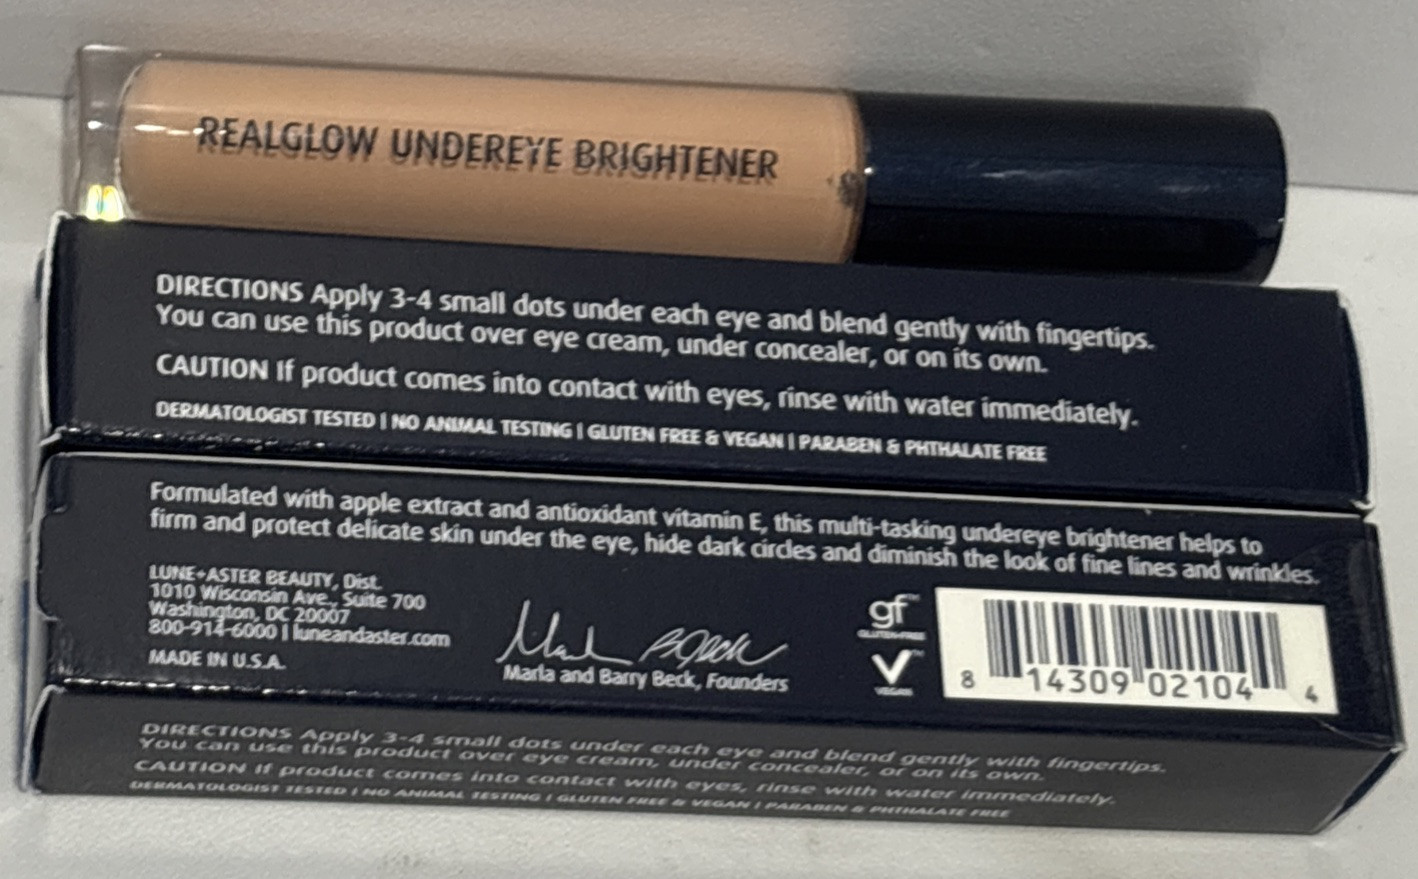 REALGLOW UNDEREYE BRIGHTENER
DIRECTIONS Apply 3-4 small dots under each eye and blend gently with fingertips.
You can use this product over eye cream, under concealer, or on its own.
CAUTION If product comes into contact with eyes, rinse with water immediately.
DERMATOLOGIST TESTED | NO ANIMAL TESTING | GLUTEN FREE & VEGAN | PARABEN & PHTHALATE FREE
Formulated with apple extract and antioxidant vitamin E, this multi-tasking undereye brightener helps to
firm and protect delicate skin under the eye, hide dark circles and diminish the look of fine lines and wrinkles.
LUNE+ASTER BEAUTY, Dist.
1010 Wisconsin Ave., Suite 700
Washington, DC 20007
800-914-6000 | luneandaster.com
MADE IN U.S.A.
Marla and Barry Beck, Founders
gf™
GLUTEN-FREE
V™
VEGAN
8 14309 02104 4
DIRECTIONS Apply 3-4 small dots under each eye and blend gently with fingertips.
You can use this product over eye cream, under concealer, or on its own.
CAUTION If product comes into contact with eyes, rinse with water immediately.
DERMATOLOGIST TESTED | NO ANIMAL TESTING | GLUTEN FREE & VEGAN | PARABEN & PHTHALATE FREE